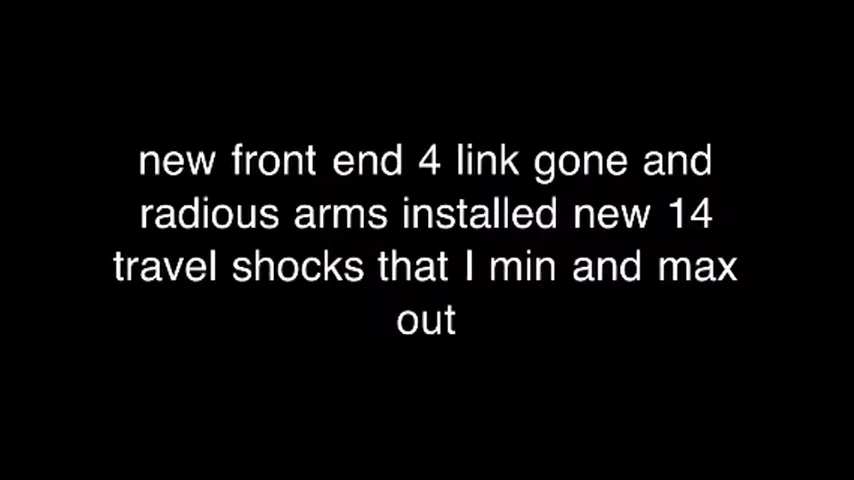 new front end 4 link gone and
radious arms installed new 14
travel shocks that I min and max
out